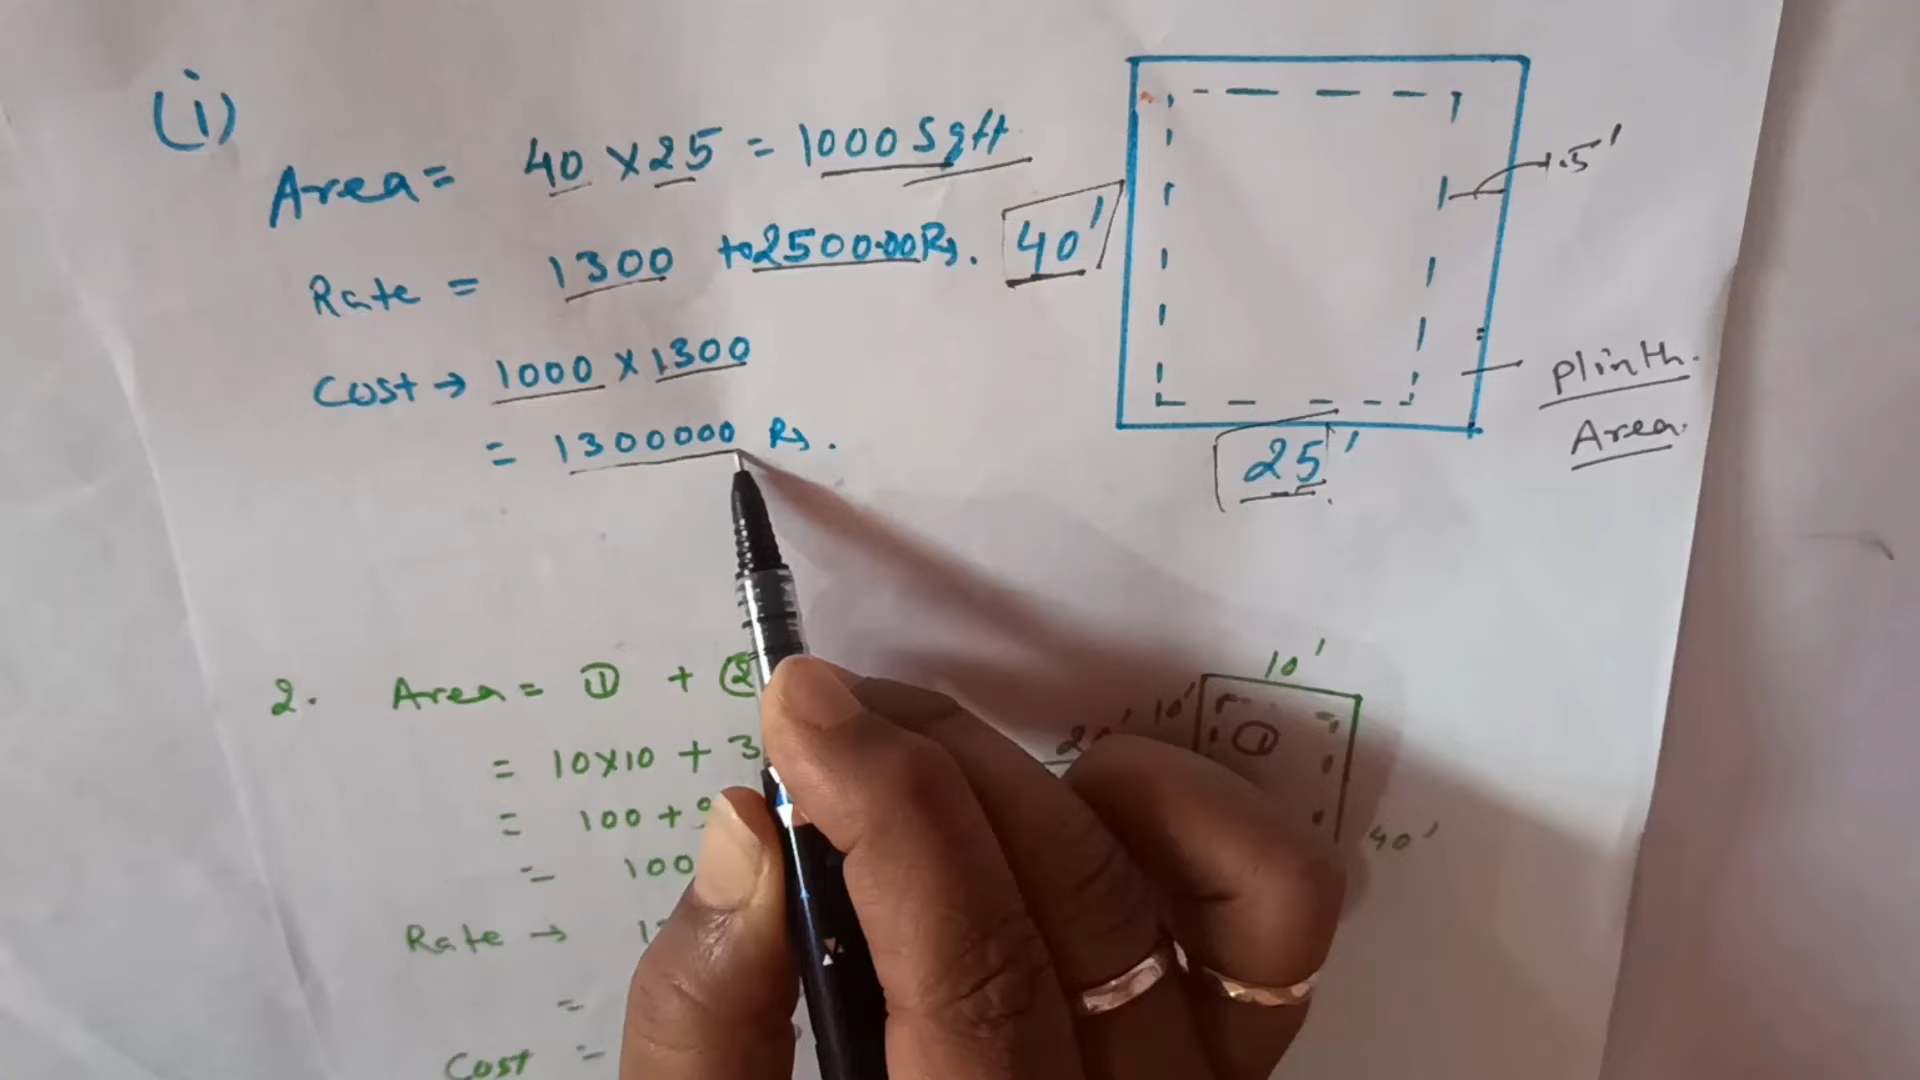 (i)
Area = 40 x 25 = 1000 Sqft
Rate = 1300 to 2500.00 Rs.
Cost → 1000 x 1300
= 1300000 Rs.
40'
25'
1.5'
Plinth.
Area.
2. Area = ① + ②
= 10x10 + 3
= 100 +
= 100
Rate →
=
Cost =
10'
10'
①
40'